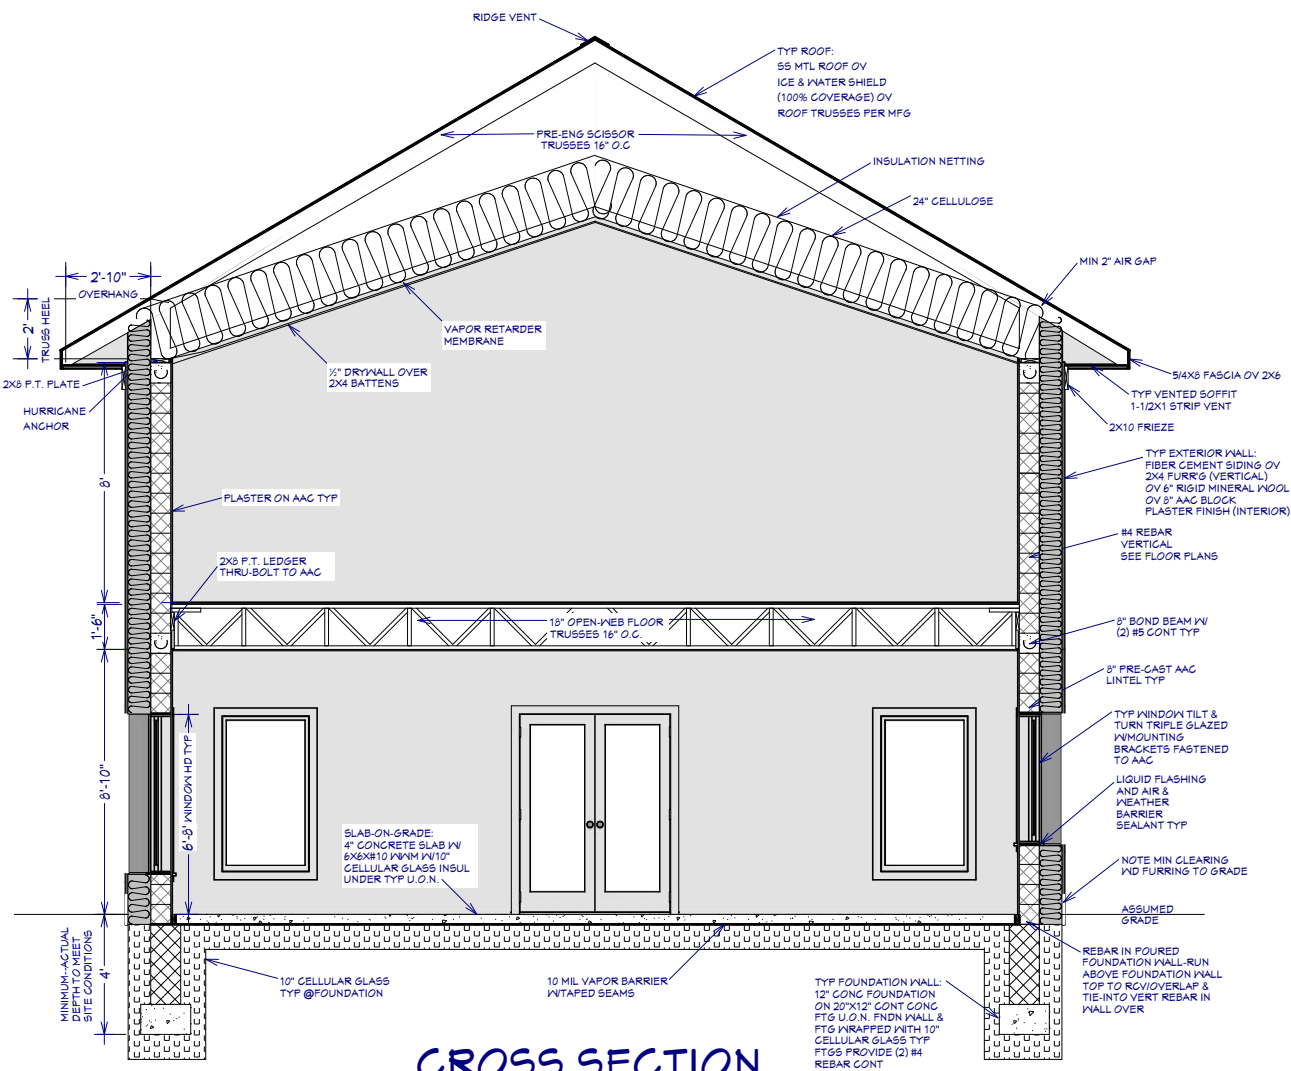 RIDGE VENT
TYP ROOF:
SS MTL ROOF OV
ICE & WATER SHIELD
(100% COVERAGE) OV
ROOF TRUSSES PER MFG
PRE-ENG SCISSOR
TRUSSES 16" O.C
INSULATION NETTING
24" CELLULOSE
MIN 2" AIR GAP
2'-10"
OVERHANG
2'
TRUSS HEEL
VAPOR RETARDER
MEMBRANE
½" DRYWALL OVER
2X4 BATTENS
2X8 P.T. PLATE
HURRICANE
ANCHOR
5/4X8 FASCIA OV 2X6
TYP VENTED SOFFIT
1-1/2X1 STRIP VENT
2X10 FRIEZE
TYP EXTERIOR WALL:
FIBER CEMENT SIDING OV
2X4 FURR'G (VERTICAL)
OV 6" RIGID MINERAL WOOL
OV 8" AAC BLOCK
PLASTER FINISH (INTERIOR)
8'
PLASTER ON AAC TYP
#4 REBAR
VERTICAL
SEE FLOOR PLANS
2X8 P.T. LEDGER
THRU-BOLT TO AAC
1'-6"
18" OPEN-WEB FLOOR
TRUSSES 16" O.C.
8" BOND BEAM W/
(2) #5 CONT TYP
8" PRE-CAST AAC
LINTEL TYP
TYP WINDOW TILT &
TURN TRIPLE GLAZED
W/MOUNTING
BRACKETS FASTENED
TO AAC
8'-10"
6'-8' WINDOW HD TYP
LIQUID FLASHING
AND AIR &
WEATHER
BARRIER
SEALANT TYP
SLAB-ON-GRADE:
4" CONCRETE SLAB W/
6X6X#10 WWM W/10"
CELLULAR GLASS INSUL
UNDER TYP U.O.N.
NOTE MIN CLEARING
WD FURRING TO GRADE
ASSUMED
GRADE
MINIMUM--ACTUAL
DEPTH TO MEET
SITE CONDITIONS
4'
10" CELLULAR GLASS
TYP @FOUNDATION
10 MIL VAPOR BARRIER
W/TAPED SEAMS
TYP FOUNDATION WALL:
12" CONC FOUNDATION
ON 20"X12" CONT CONC
FTG U.O.N. FNDN WALL &
FTG WRAPPED WITH 10"
CELLULAR GLASS TYP
FTGS PROVIDE (2) #4
REBAR CONT
REBAR IN POURED
FOUNDATION WALL-RUN
ABOVE FOUNDATION WALL
TOP TO RCV/OVERLAP &
TIE-INTO VERT REBAR IN
WALL OVER
CROSS SECTION